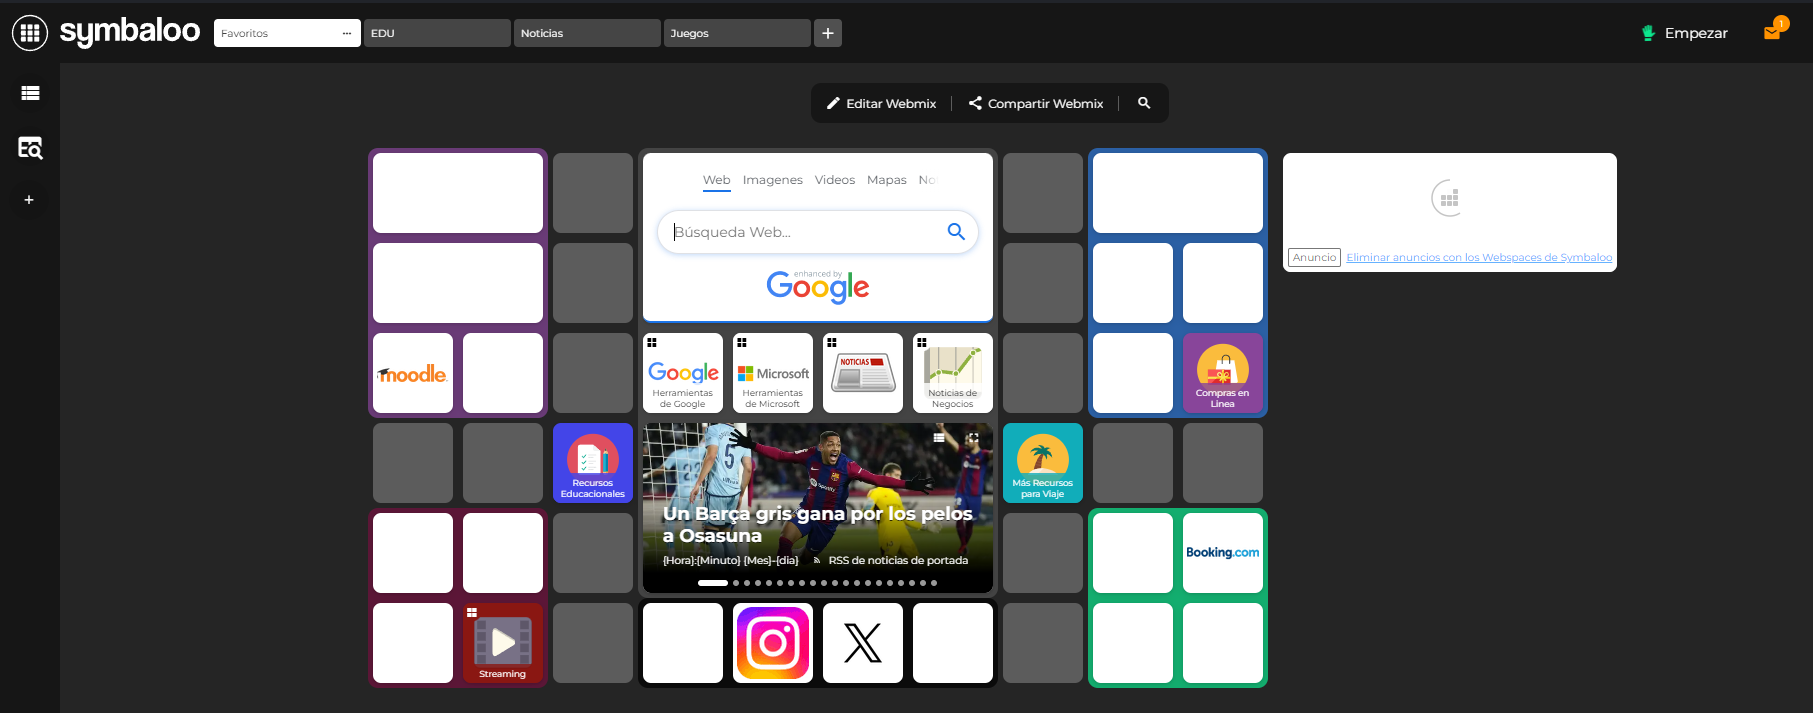 symbaloo
Favoritos
EDU
Noticias
Juegos
Empezar
1
Editar Webmix
Compartir Webmix
Web Imagenes Videos Mapas No
Búsqueda Web...
enhanced by
Google
Anuncio
Eliminar anuncios con los Webspaces de Symbaloo
moodle
Google
Herramientas
de Google
Microsoft
Herramientas
de Microsoft
NOTICIAS
Noticias de
Negocios
Compras en
Linea
Recursos
Educacionales
Un Barça gris gana por los pelos
a Osasuna
{Hora}:{Minuto} {Mes}-{dia}
RSS de noticias de portada
Más Recursos
para Viaje
Booking.com
Streaming